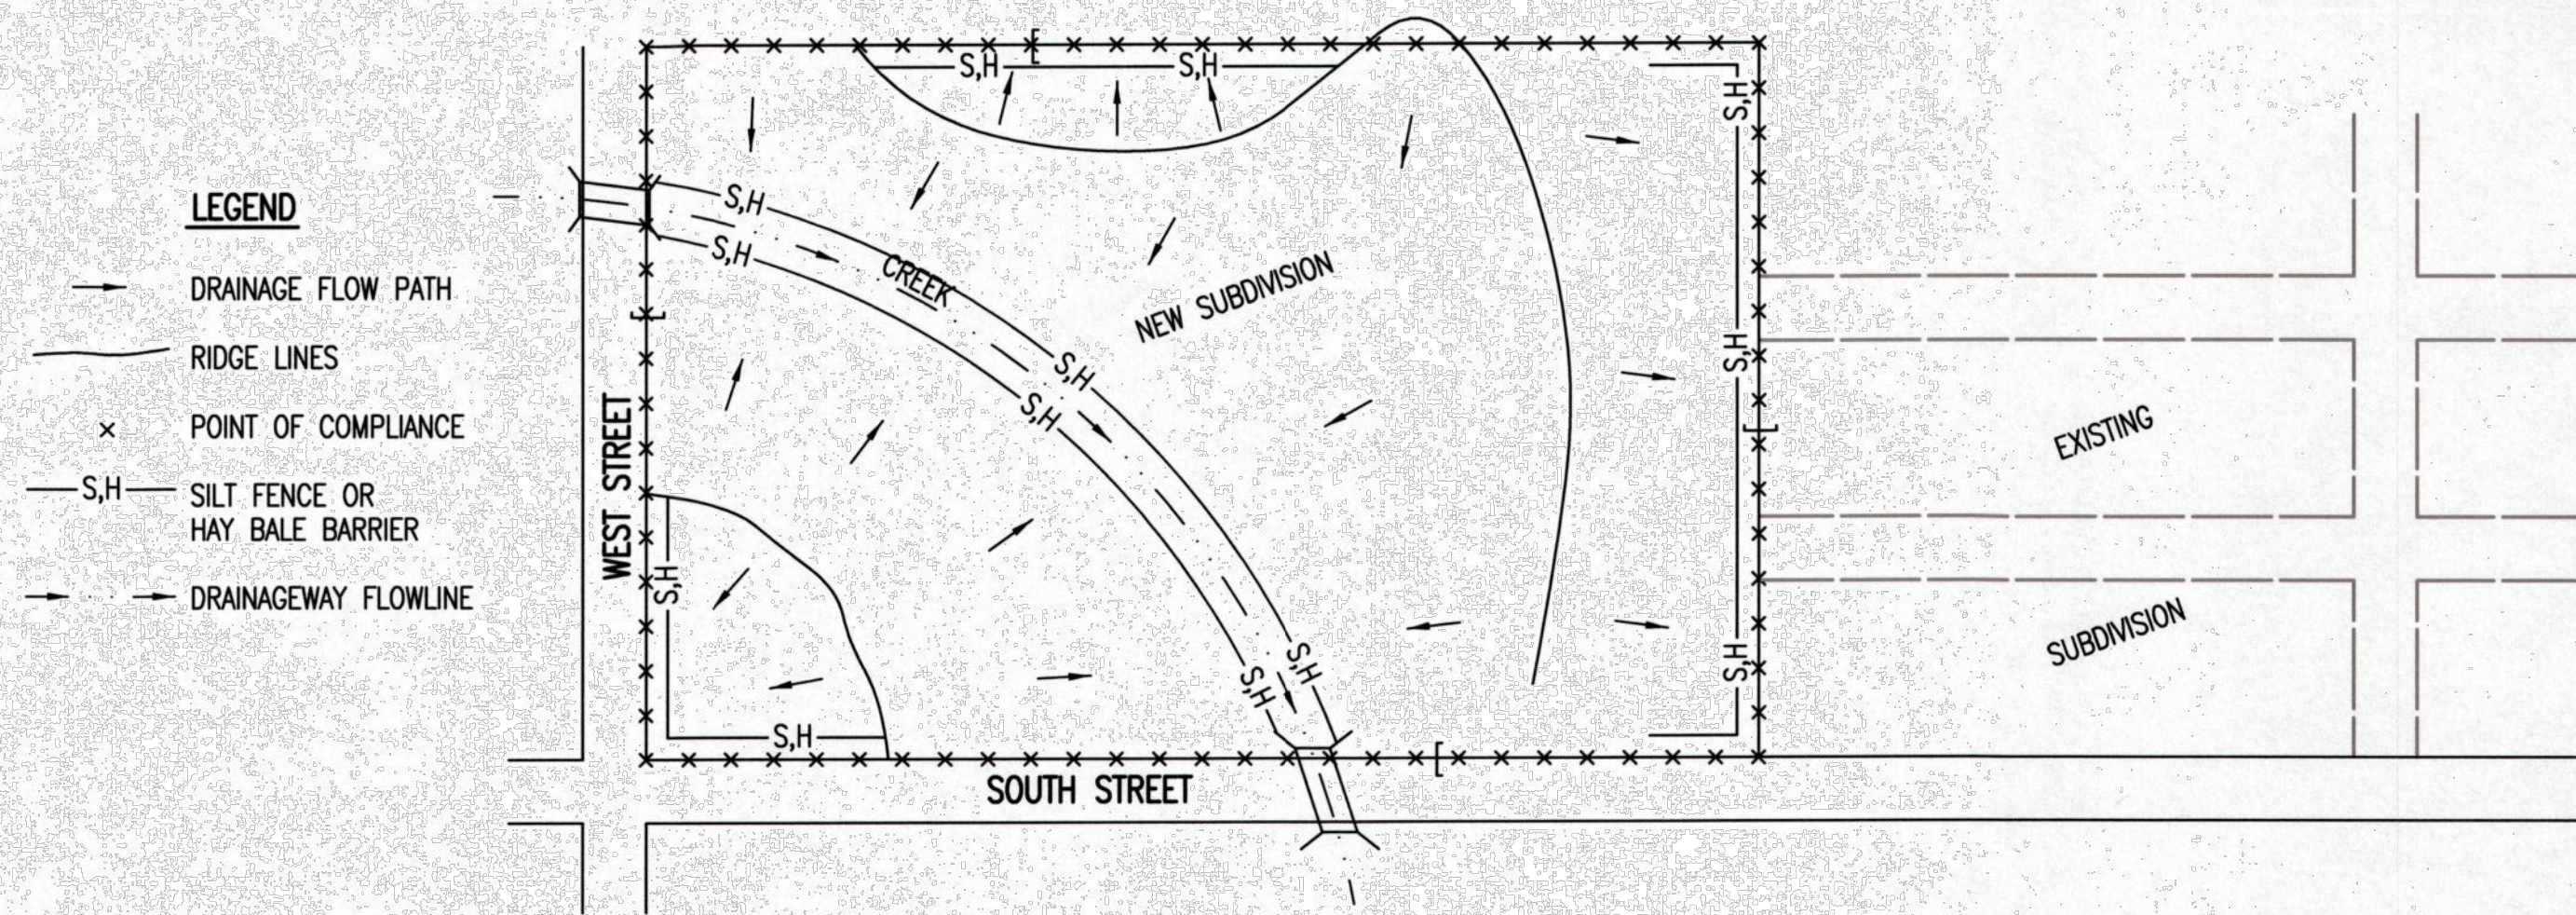 LEGEND
DRAINAGE FLOW PATH
RIDGE LINES
POINT OF COMPLIANCE
S,H
SILT FENCE OR
HAY BALE BARRIER
DRAINAGEWAY FLOWLINE
S,H
S,H
S,H
S,H
CREEK
NEW SUBDIVISION
S,H
S,H
S,H
S,H
S,H
S,H
S,H
S,H
S,H
WEST STREET
SOUTH STREET
EXISTING
SUBDIVISION